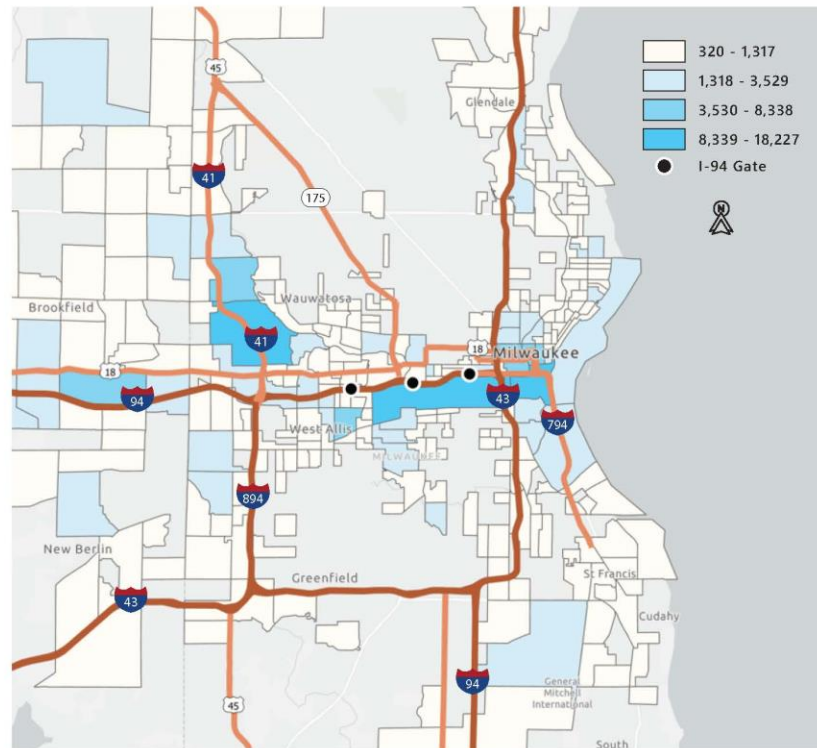 45
Glendale
320 - 1,317
1,318 - 3,529
3,530 - 8,338
8,339 - 18,227
I-94 Gate
N
41
175
Wauwatosa
Brookfield
41
18
Milwaukee
18
94
43
794
West Allis
MILWAUKEE
894
New Berlin
Greenfield
St Francis
43
Cudahy
94
General
Mitchell
International
45
South